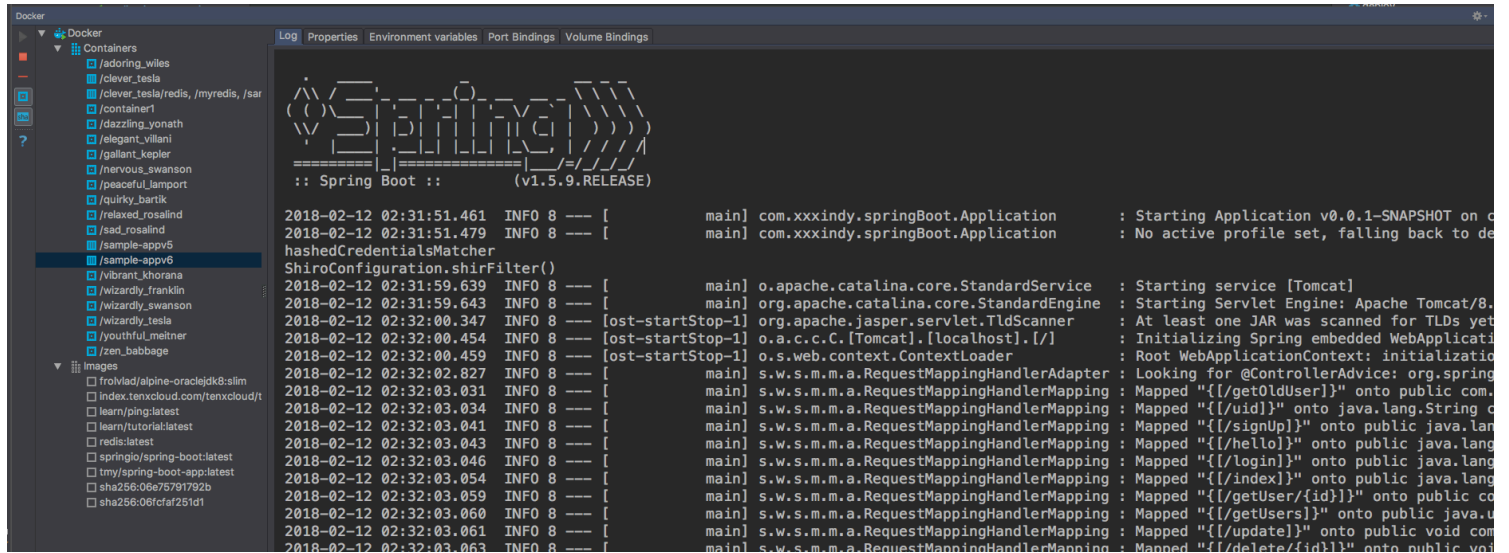 Docker
Docker
Containers
/adoring_wiles
/clever_tesla
/clever_tesla/redis, /myredis, /sar
/container1
/dazzling_yonath
/elegant_villani
/gallant_kepler
/nervous_swanson
/peaceful_lamport
/quirky_bartik
/relaxed_rosalind
/sad_rosalind
/sample-appv5
/sample-appv6
/vibrant_khorana
/wizardly_franklin
/wizardly_swanson
/wizardly_tesla
/youthful_meitner
/zen_babbage
Images
frolvlad/alpine-oraclejdk8:slim
index.tenxcloud.com/tenxcloud/t
learn/ping:latest
learn/tutorial:latest
redis:latest
springio/spring-boot:latest
tmy/spring-boot-app:latest
sha256:06e75791792b
sha256:06fcfaf251d1
Log Properties Environment variables Port Bindings Volume Bindings
Spring
:: Spring Boot :: (v1.5.9.RELEASE)
2018-02-12 02:31:51.461 INFO 8 --- [ main] com.xxxindy.springBoot.Application : Starting Application v0.0.1-SNAPSHOT on c
2018-02-12 02:31:51.479 INFO 8 --- [ main] com.xxxindy.springBoot.Application : No active profile set, falling back to de
hashedCredentialsMatcher
ShiroConfiguration.shirFilter()
2018-02-12 02:31:59.639 INFO 8 --- [ main] o.apache.catalina.core.StandardService : Starting service [Tomcat]
2018-02-12 02:31:59.643 INFO 8 --- [ main] org.apache.catalina.core.StandardEngine : Starting Servlet Engine: Apache Tomcat/8.
2018-02-12 02:32:00.347 INFO 8 --- [ost-startStop-1] org.apache.jasper.servlet.TldScanner : At least one JAR was scanned for TLDs yet
2018-02-12 02:32:00.454 INFO 8 --- [ost-startStop-1] o.a.c.c.C.[Tomcat].[localhost].[/] : Initializing Spring embedded WebApplicati
2018-02-12 02:32:00.459 INFO 8 --- [ost-startStop-1] o.s.web.context.ContextLoader : Root WebApplicationContext: initializatio
2018-02-12 02:32:02.827 INFO 8 --- [ main] s.w.s.m.m.a.RequestMappingHandlerAdapter : Looking for @ControllerAdvice: org.spring
2018-02-12 02:32:03.031 INFO 8 --- [ main] s.w.s.m.m.a.RequestMappingHandlerMapping : Mapped "{[/getOldUser]}" onto public com.
2018-02-12 02:32:03.034 INFO 8 --- [ main] s.w.s.m.m.a.RequestMappingHandlerMapping : Mapped "{[/uid]}" onto java.lang.String c
2018-02-12 02:32:03.041 INFO 8 --- [ main] s.w.s.m.m.a.RequestMappingHandlerMapping : Mapped "{[/signUp]}" onto public java.lan
2018-02-12 02:32:03.043 INFO 8 --- [ main] s.w.s.m.m.a.RequestMappingHandlerMapping : Mapped "{[/hello]}" onto public java.lang
2018-02-12 02:32:03.046 INFO 8 --- [ main] s.w.s.m.m.a.RequestMappingHandlerMapping : Mapped "{[/login]}" onto public java.lang
2018-02-12 02:32:03.054 INFO 8 --- [ main] s.w.s.m.m.a.RequestMappingHandlerMapping : Mapped "{[/index]}" onto public java.lang
2018-02-12 02:32:03.059 INFO 8 --- [ main] s.w.s.m.m.a.RequestMappingHandlerMapping : Mapped "{[/getUser/{id}]}" onto public co
2018-02-12 02:32:03.060 INFO 8 --- [ main] s.w.s.m.m.a.RequestMappingHandlerMapping : Mapped "{[/getUsers]}" onto public java.u
2018-02-12 02:32:03.061 INFO 8 --- [ main] s.w.s.m.m.a.RequestMappingHandlerMapping : Mapped "{[/update]}" onto public void com
2018-02-12 02:32:03.063 INFO 8 --- [ main] s.w.s.m.m.a.RequestMappingHandlerMapping : Mapped "{[/delete/{id}]}" onto public voi